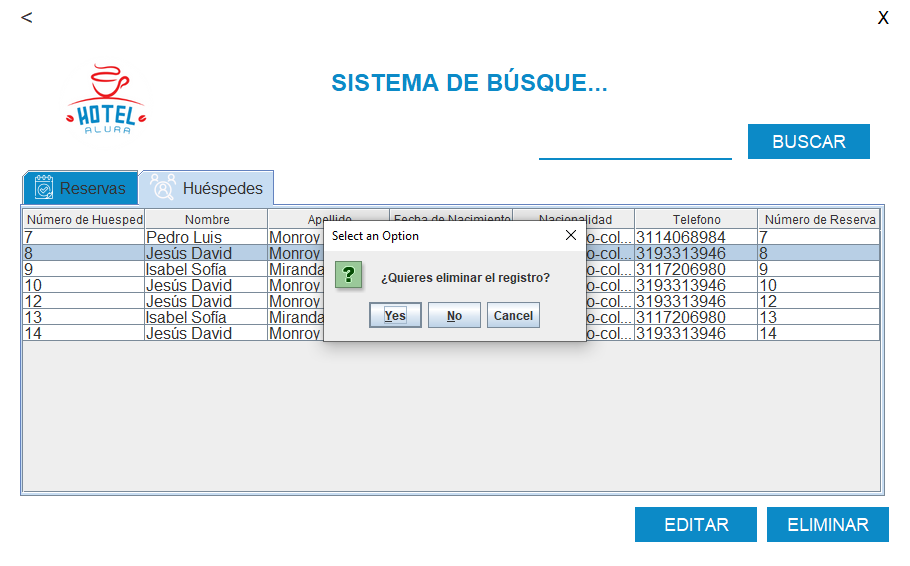 < X
HOTEL
ALURA
SISTEMA DE BÚSQUE...
BUSCAR
Reservas Huéspedes
Número de Huesped Nombre Apellido Fecha de Nacimiento Nacionalidad Telefono Número de Reserva
7 Pedro Luis Monroy o-col... 3114068984 7
8 Jesús David Monroy o-col... 3193313946 8
9 Isabel Sofía Miranda o-col... 3117206980 9
10 Jesús David Monroy o-col... 3193313946 10
12 Jesús David Monroy o-col... 3193313946 12
13 Isabel Sofía Miranda o-col... 3117206980 13
14 Jesús David Monroy o-col... 3193313946 14
Select an Option
?
¿Quieres eliminar el registro?
Yes No Cancel
EDITAR ELIMINAR